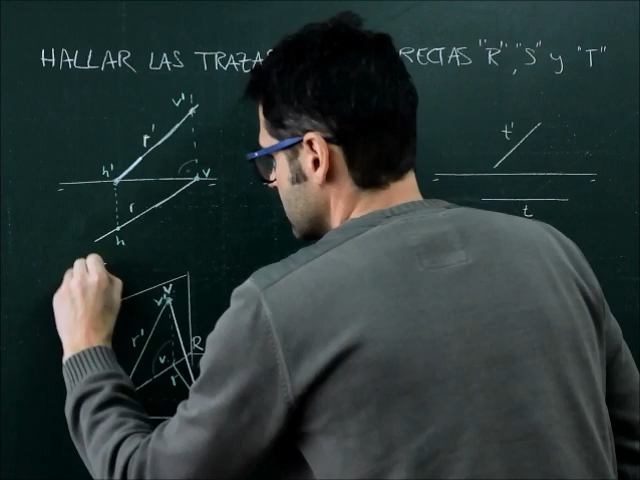 HALLAR LAS TRAZAS RECTAS "R", "S" y "T"
v'
r'
t'
h'
v
r
t
h
v'
r'
R
v
r